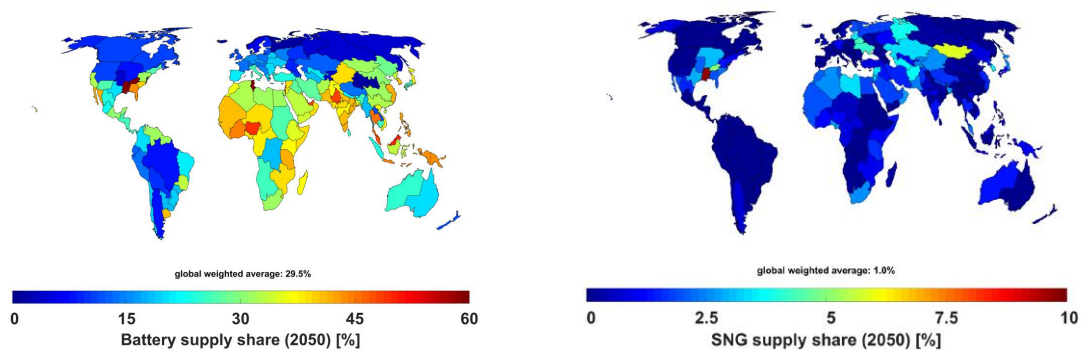 global weighted average: 29.5%
0 15 30 45 60
Battery supply share (2050) [%]
global weighted average: 1.0%
0 2.5 5 7.5 10
SNG supply share (2050) [%]